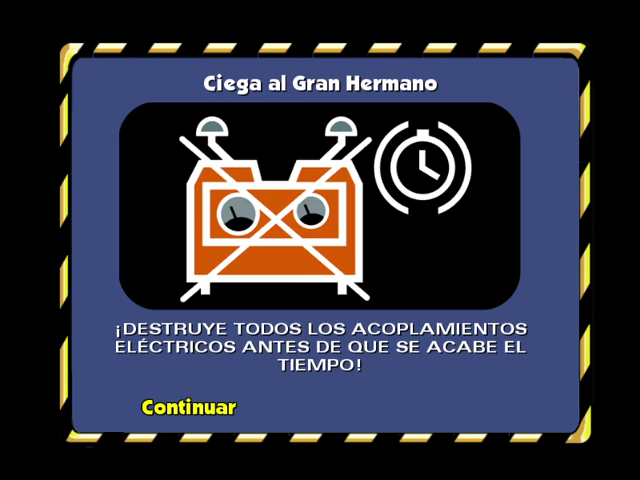 Ciega al Gran Hermano
¡DESTRUYE TODOS LOS ACOPLAMIENTOS
ELÉCTRICOS ANTES DE QUE SE ACABE EL
TIEMPO!
Continuar